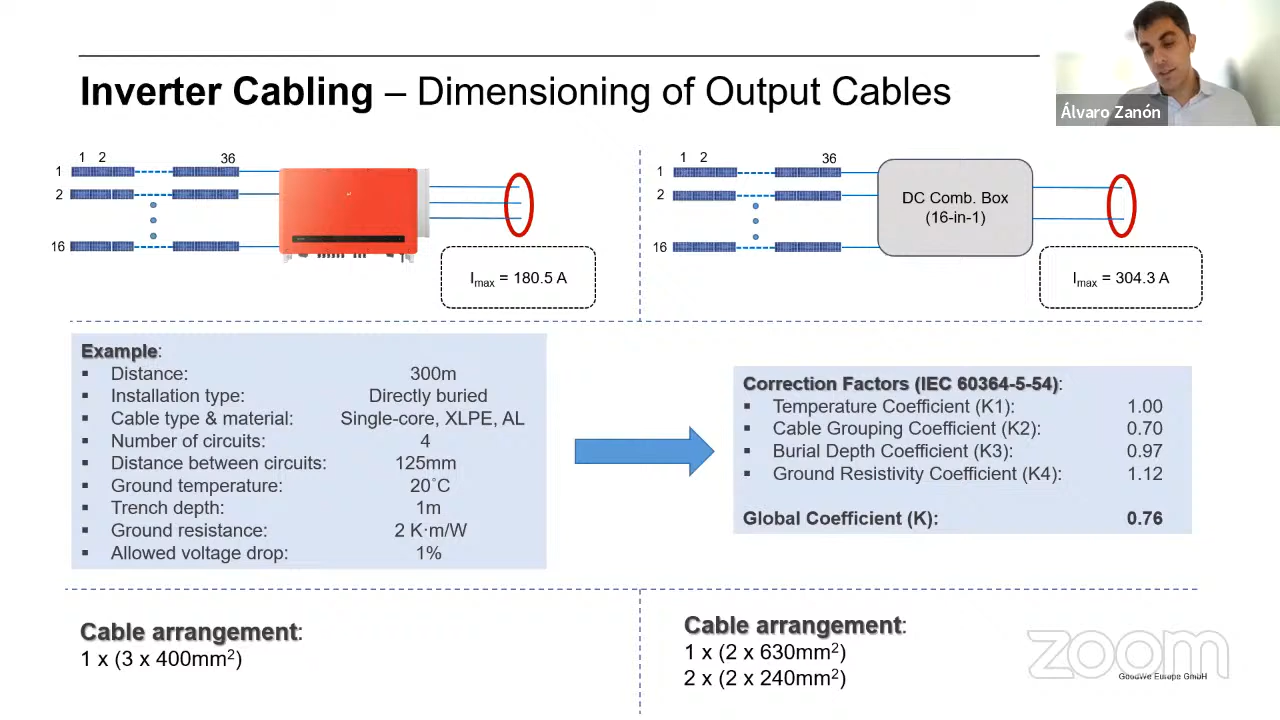 Inverter Cabling – Dimensioning of Output Cables
Álvaro Zanón
1 2 36
1
2
16
I_max = 180.5 A
1 2 36
1
2
16
DC Comb. Box
(16-in-1)
I_max = 304.3 A
Example:
▪ Distance: 300m
▪ Installation type: Directly buried
▪ Cable type & material: Single-core, XLPE, AL
▪ Number of circuits: 4
▪ Distance between circuits: 125mm
▪ Ground temperature: 20°C
▪ Trench depth: 1m
▪ Ground resistance: 2 K·m/W
▪ Allowed voltage drop: 1%
Correction Factors (IEC 60364-5-54):
▪ Temperature Coefficient (K1): 1.00
▪ Cable Grouping Coefficient (K2): 0.70
▪ Burial Depth Coefficient (K3): 0.97
▪ Ground Resistivity Coefficient (K4): 1.12
Global Coefficient (K): 0.76
Cable arrangement:
1 x (3 x 400mm²)
Cable arrangement:
1 x (2 x 630mm²)
2 x (2 x 240mm²)
zoom
GoodWe Europe GmbH